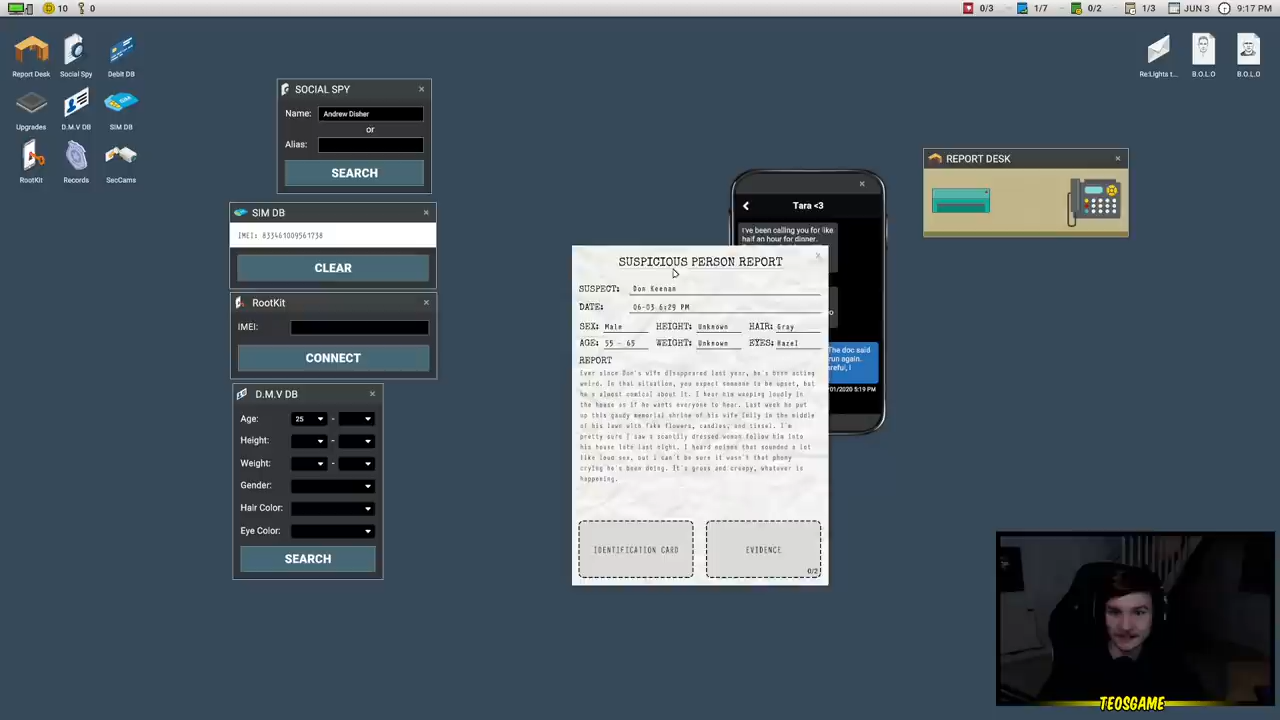 10
0
0/3
1/7
0/2
1/3
JUN 3
9:17 PM
Report Desk
Social Spy
Debit DB
Upgrades
D.M.V DB
SIM DB
RootKit
Records
SecCams
Re:Lights t...
B.O.L.O
B.O.L.O
SOCIAL SPY
Name: Andrew Disher
or
Alias:
SEARCH
SIM DB
IMEI: 833461009561738
CLEAR
RootKit
IMEI:
CONNECT
D.M.V DB
Age: 25 -
Height: -
Weight: -
Gender:
Hair Color:
Eye Color:
SEARCH
REPORT DESK
Tara <3
I've been calling you for like
half an hour for dinner.
The doc said
run again.
areful, I
/01/2020 5:19 PM
SUSPICIOUS PERSON REPORT
SUSPECT: Don Keenan
DATE: 06-03 6:29 PM
SEX: Male HEIGHT: Unknown HAIR: Gray
AGE: 55 - 65 WEIGHT: Unknown EYES: Hazel
REPORT
Ever since Don's wife disappeared last year, he's been acting
weird. In that situation, you expect someone to be upset, but
he's almost comical about it. I hear him weeping loudly in
the house as if he wants everyone to hear. Last week he put
up this gaudy memorial shrine of his wife Emily in the middle
of his lawn with fake flowers, candles, and tinsel. I'm
pretty sure I saw a scantily dressed woman follow him into
his house late last night. I heard noises that sounded a lot
like loud sex, but I can't be sure it wasn't that phony
crying he's been doing. It's gross and creepy, whatever is
happening.
IDENTIFICATION CARD
EVIDENCE
0/2
TEOSGAME